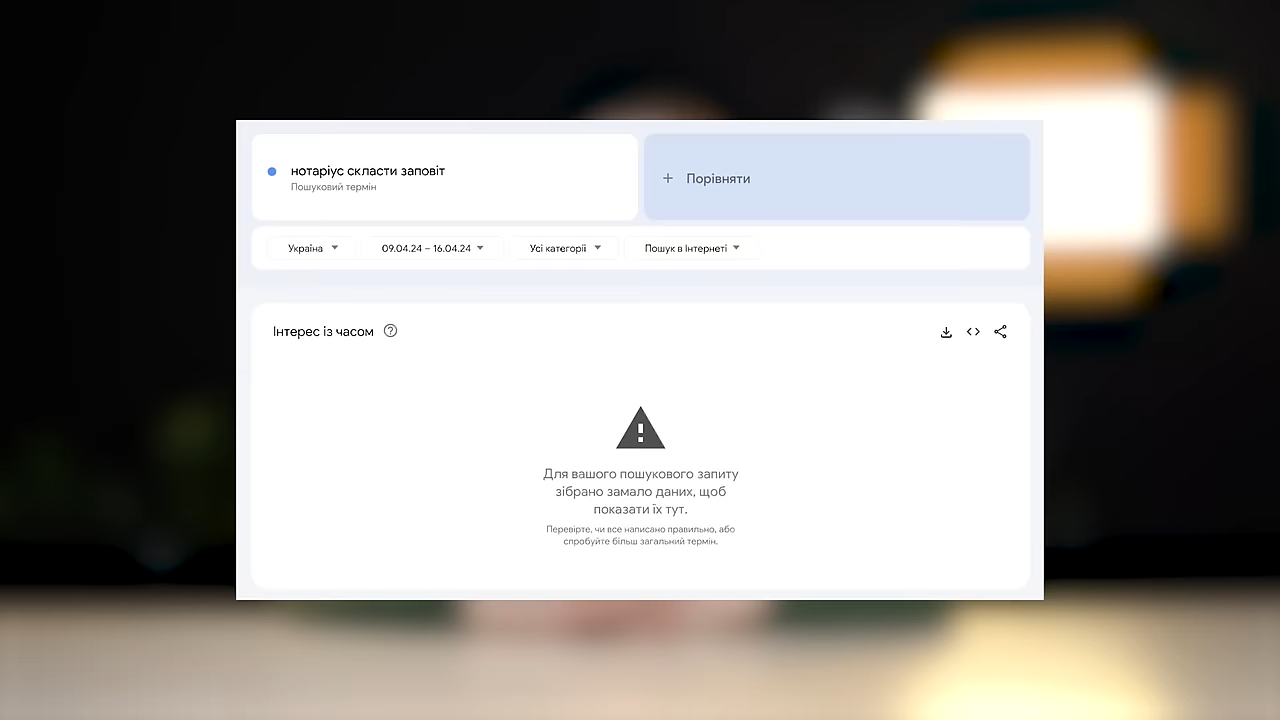 нотаріус скласти заповіт
Пошуковий термін
+ Порівняти
Україна
09.04.24 – 16.04.24
Усі категорії
Пошук в Інтернеті
Інтерес із часом
Для вашого пошукового запиту
зібрано замало даних, щоб
показати їх тут.
Перевірте, чи все написано правильно, або
спробуйте більш загальний термін.